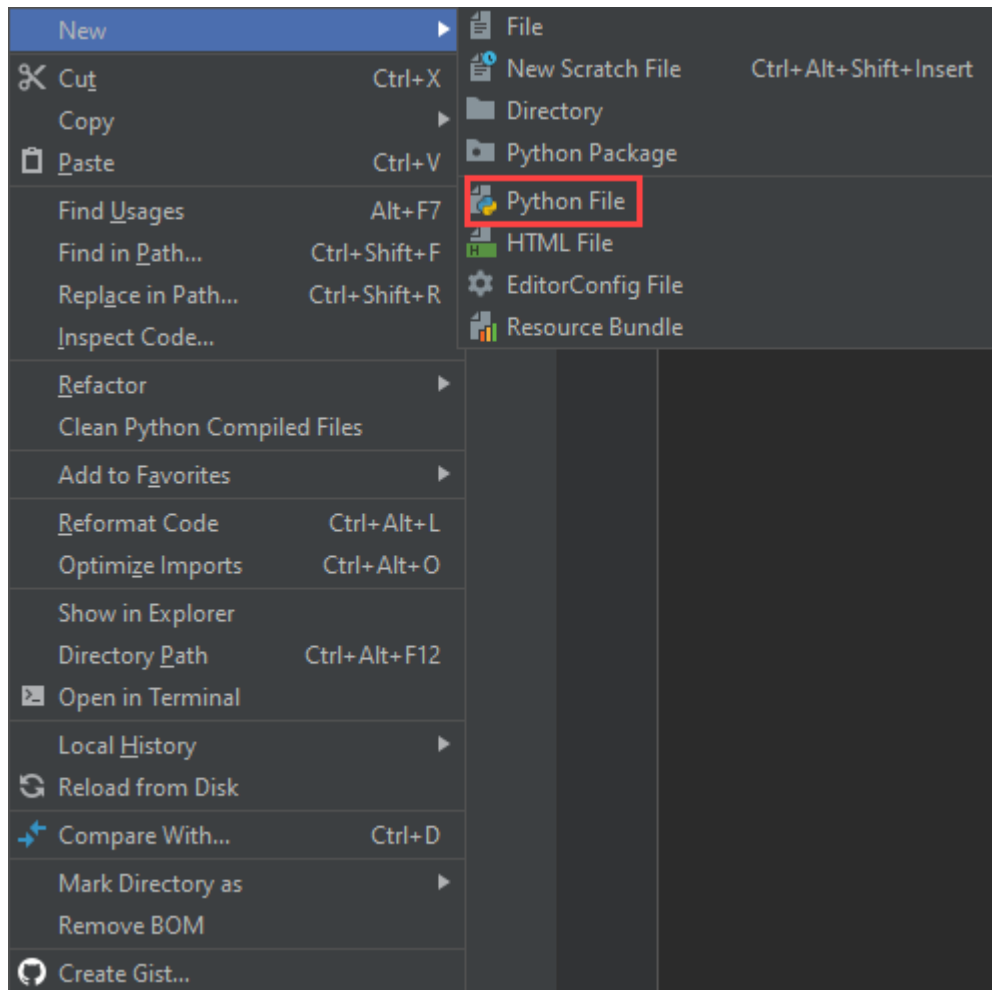 New
Cut Ctrl+X
Copy
Paste Ctrl+V
Find Usages Alt+F7
Find in Path... Ctrl+Shift+F
Replace in Path... Ctrl+Shift+R
Inspect Code...
Refactor
Clean Python Compiled Files
Add to Favorites
Reformat Code Ctrl+Alt+L
Optimize Imports Ctrl+Alt+O
Show in Explorer
Directory Path Ctrl+Alt+F12
Open in Terminal
Local History
Reload from Disk
Compare With... Ctrl+D
Mark Directory as
Remove BOM
Create Gist...
File
New Scratch File Ctrl+Alt+Shift+Insert
Directory
Python Package
Python File
HTML File
EditorConfig File
Resource Bundle